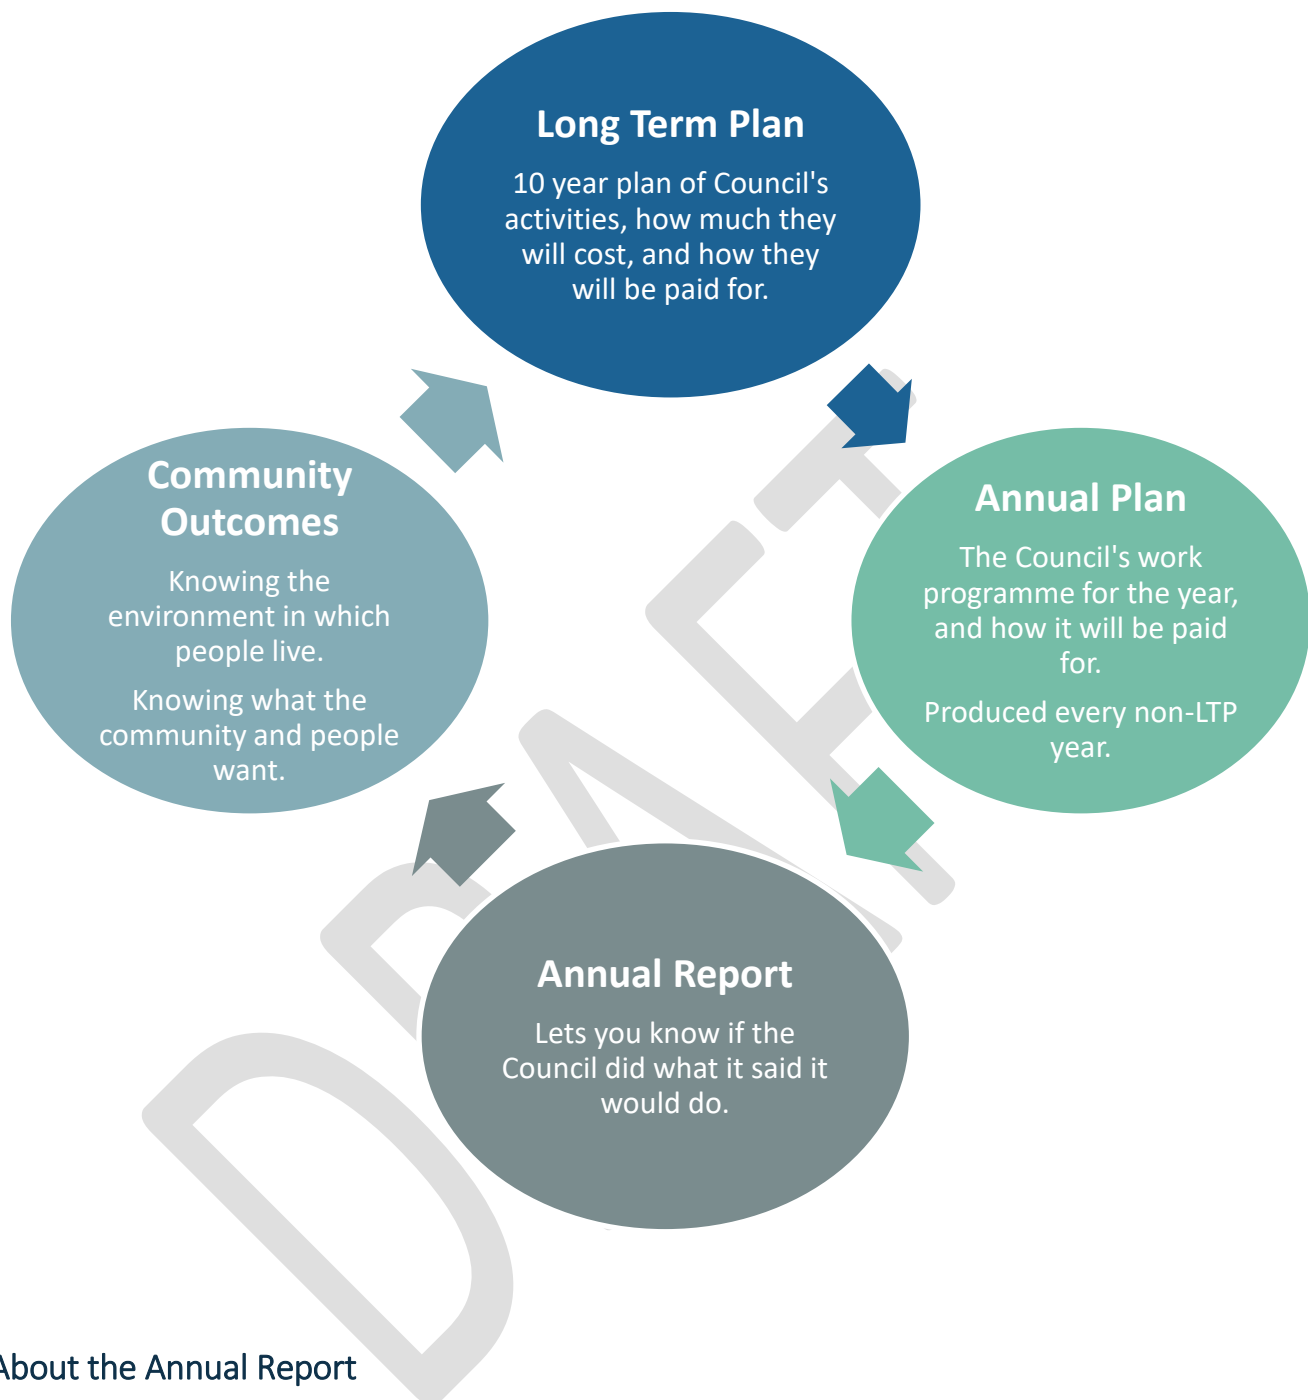 Long Term Plan
10 year plan of Council's
activities, how much they
will cost, and how they
will be paid for.
Community
Outcomes
Knowing the
environment in which
people live.
Knowing what the
community and people
want.
Annual Plan
The Council's work
programme for the year,
and how it will be paid
for.
Produced every non-LTP
year.
Annual Report
Lets you know if the
Council did what it said it
would do.
DRAFT
About the Annual Report